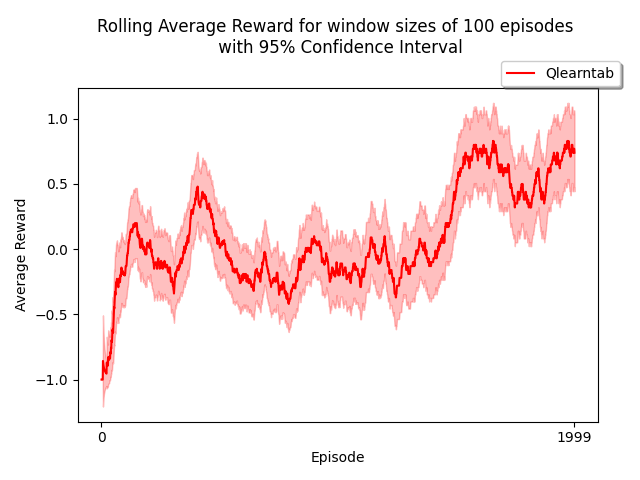 Rolling Average Reward for window sizes of 100 episodes
with 95% Confidence Interval
Qlearntab
1.0
0.5
0.0
−0.5
−1.0
Average Reward
0
1999
Episode